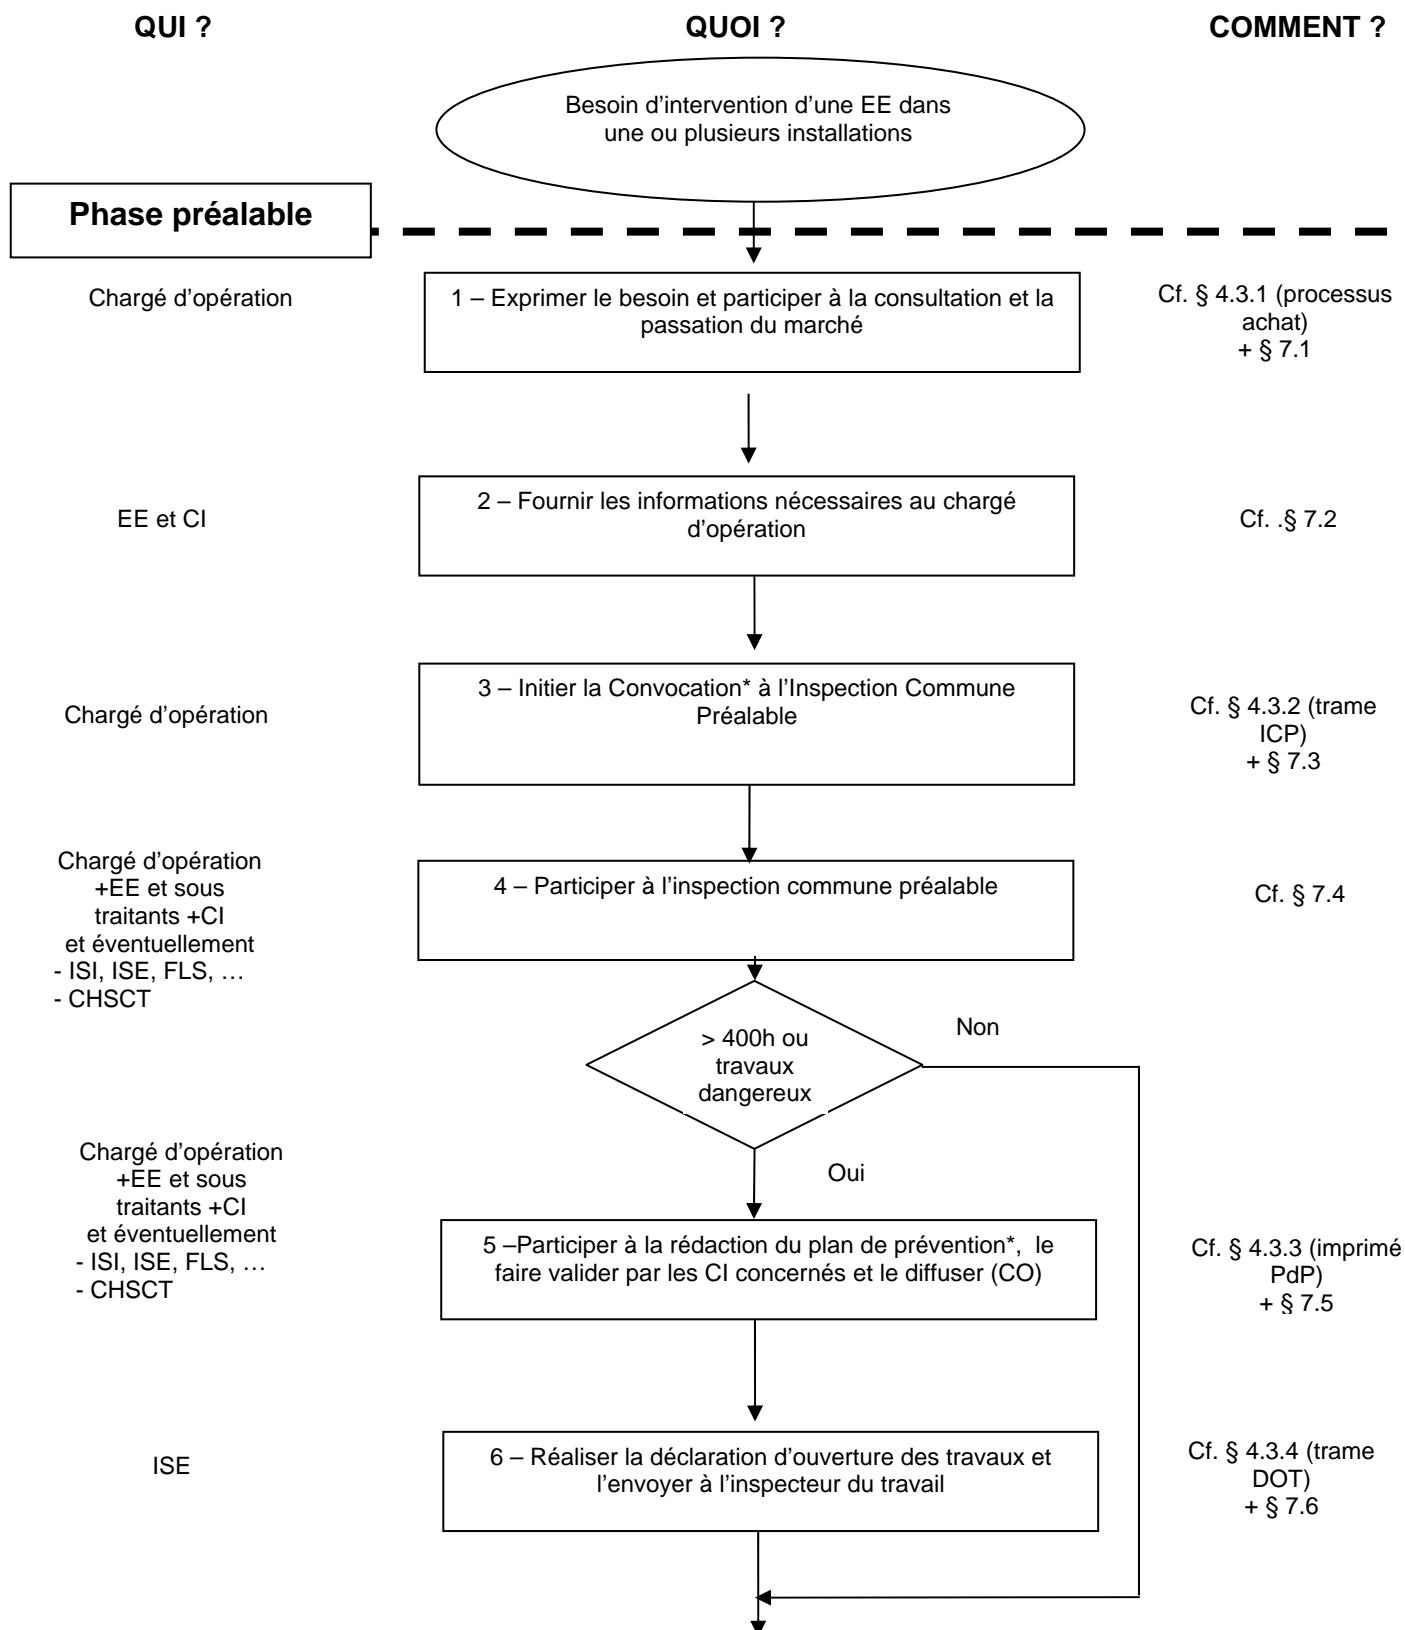 QUI ?
QUOI ?
COMMENT ?
Besoin d’intervention d’une EE dans
une ou plusieurs installations
Phase préalable
Chargé d’opération
1 – Exprimer le besoin et participer à la consultation et la
passation du marché
Cf. § 4.3.1 (processus
achat)
+ § 7.1
EE et CI
2 – Fournir les informations nécessaires au chargé
d’opération
Cf. .§ 7.2
Chargé d’opération
3 – Initier la Convocation* à l’Inspection Commune
Préalable
Cf. § 4.3.2 (trame
ICP)
+ § 7.3
Chargé d’opération
+EE et sous
traitants +CI
et éventuellement
- ISI, ISE, FLS, …
- CHSCT
4 – Participer à l’inspection commune préalable
Cf. § 7.4
> 400h ou
travaux
dangereux
Non
Oui
Chargé d’opération
+EE et sous
traitants +CI
et éventuellement
- ISI, ISE, FLS, …
- CHSCT
5 –Participer à la rédaction du plan de prévention*,  le
faire valider par les CI concernés et le diffuser (CO)
Cf. § 4.3.3 (imprimé
PdP)
+ § 7.5
ISE
6 – Réaliser la déclaration d’ouverture des travaux et
l’envoyer à l’inspecteur du travail
Cf. § 4.3.4 (trame
DOT)
+ § 7.6